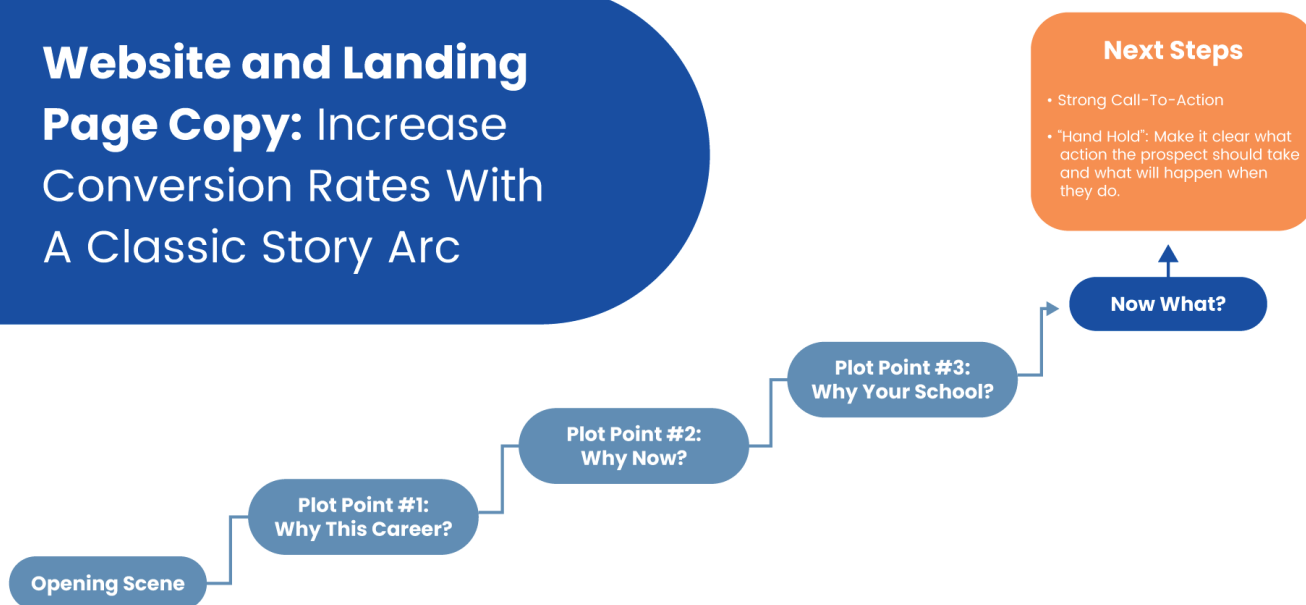 Website and Landing
Page Copy: Increase
Conversion Rates With
A Classic Story Arc
Next Steps
• Strong Call-To-Action
• "Hand Hold": Make it clear what
action the prospect should take
and what will happen when
they do.
Now What?
Plot Point #3:
Why Your School?
Plot Point #2:
Why Now?
Plot Point #1:
Why This Career?
Opening Scene